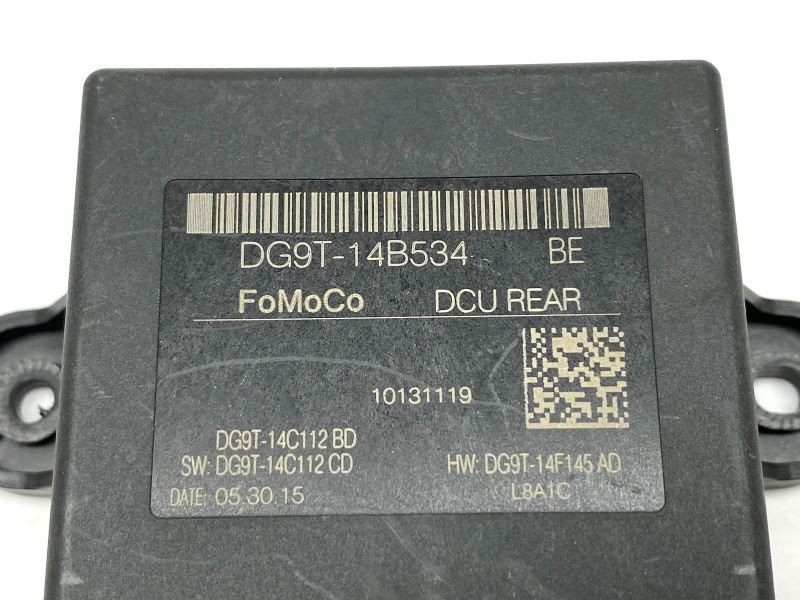 DG9T-14B534 BE
FoMoCo DCU REAR
10131119
DG9T-14C112 BD
SW: DG9T-14C112 CD HW: DG9T-14F145 AD
DATE: 05.30.15 L8A1C